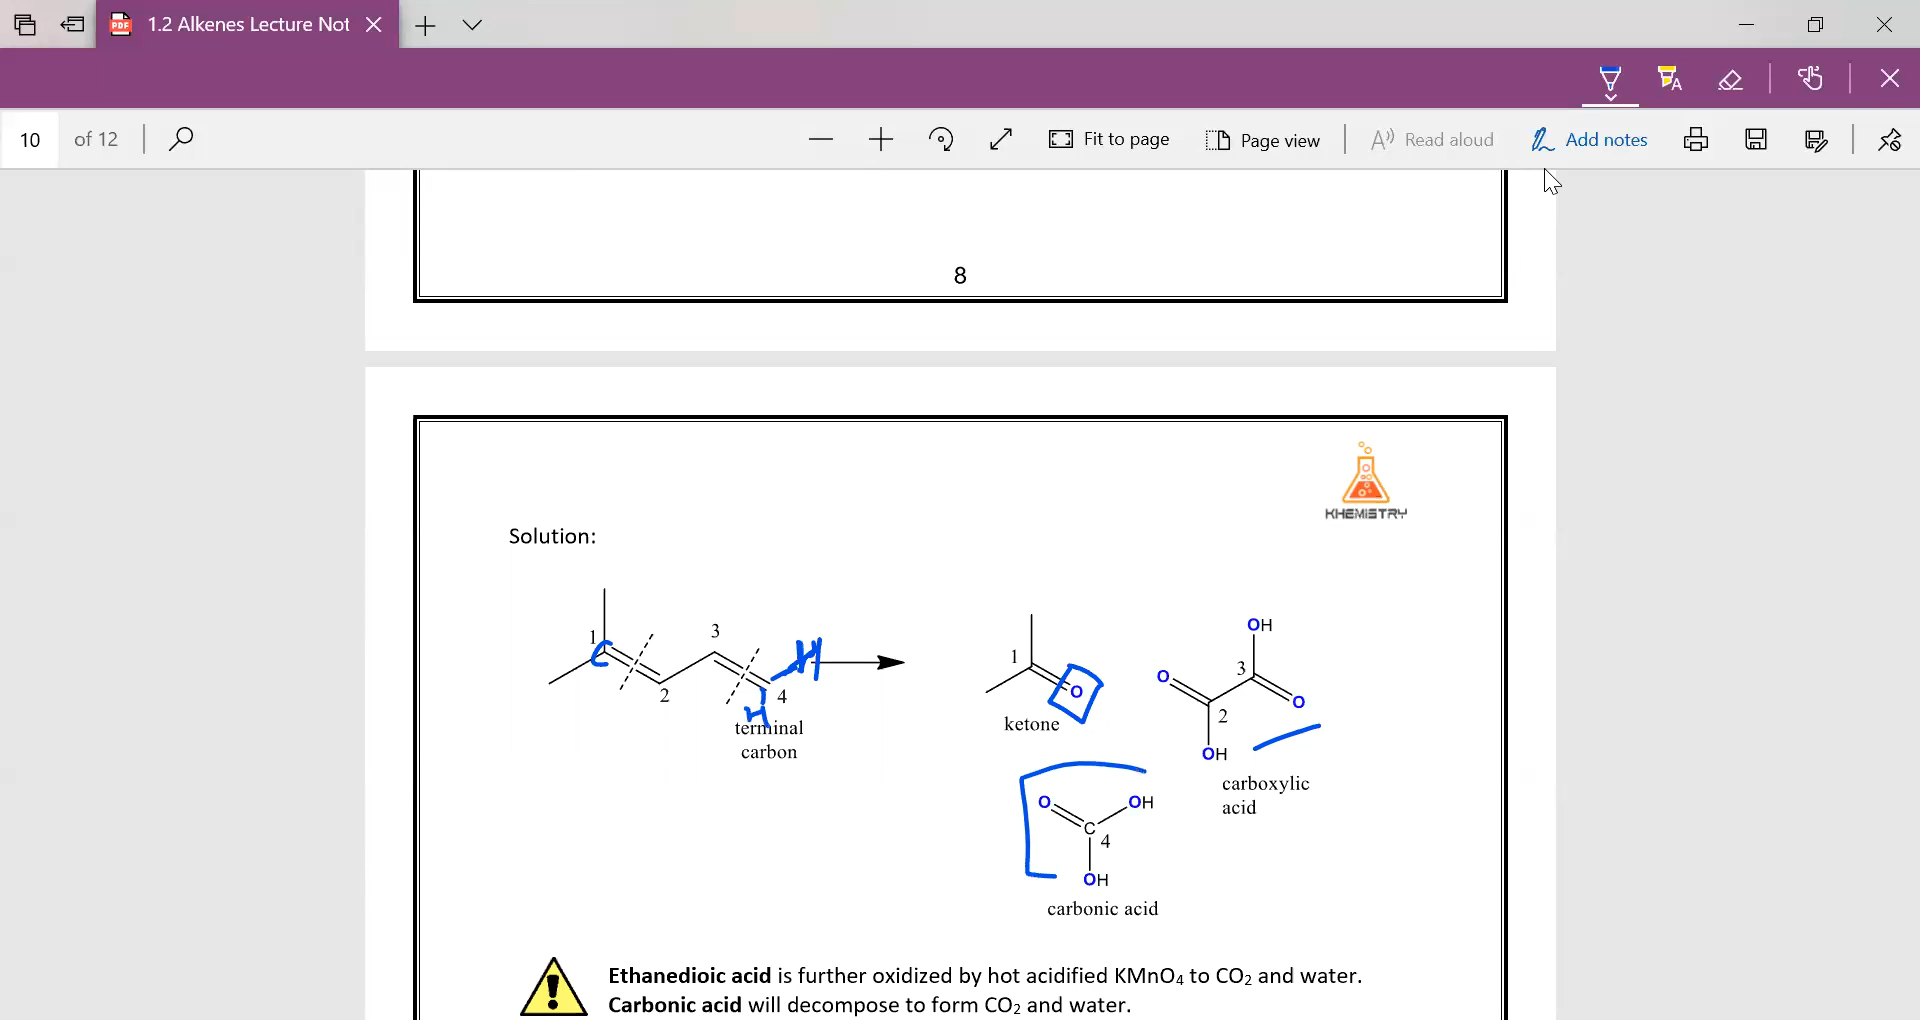 1.2 Alkenes Lecture Not
10 of 12
Fit to page
Page view
Read aloud
Add notes
8
KHEMISTRY
Solution:
1
2
3
4
H
H
terminal
carbon
1
O
ketone
OH
3
O
O
2
OH
carboxylic
acid
O
OH
C
4
OH
carbonic acid
Ethanedioic acid is further oxidized by hot acidified KMnO₄ to CO₂ and water.
Carbonic acid will decompose to form CO₂ and water.